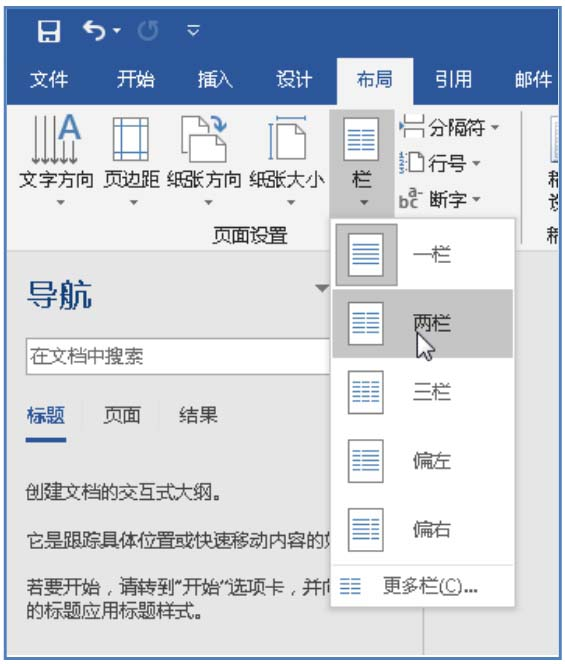 文件 开始 插入 设计 布局 引用 邮件
文字方向 页边距 纸张方向 纸张大小 栏
分隔符
行号
bc a- 断字
页面设置
一栏
两栏
三栏
偏左
偏右
更多栏(C)...
导航
在文档中搜索
标题 页面 结果
创建文档的交互式大纲。
它是跟踪具体位置或快速移动内容的
若要开始，请转到"开始"选项卡，并
的标题应用标题样式。